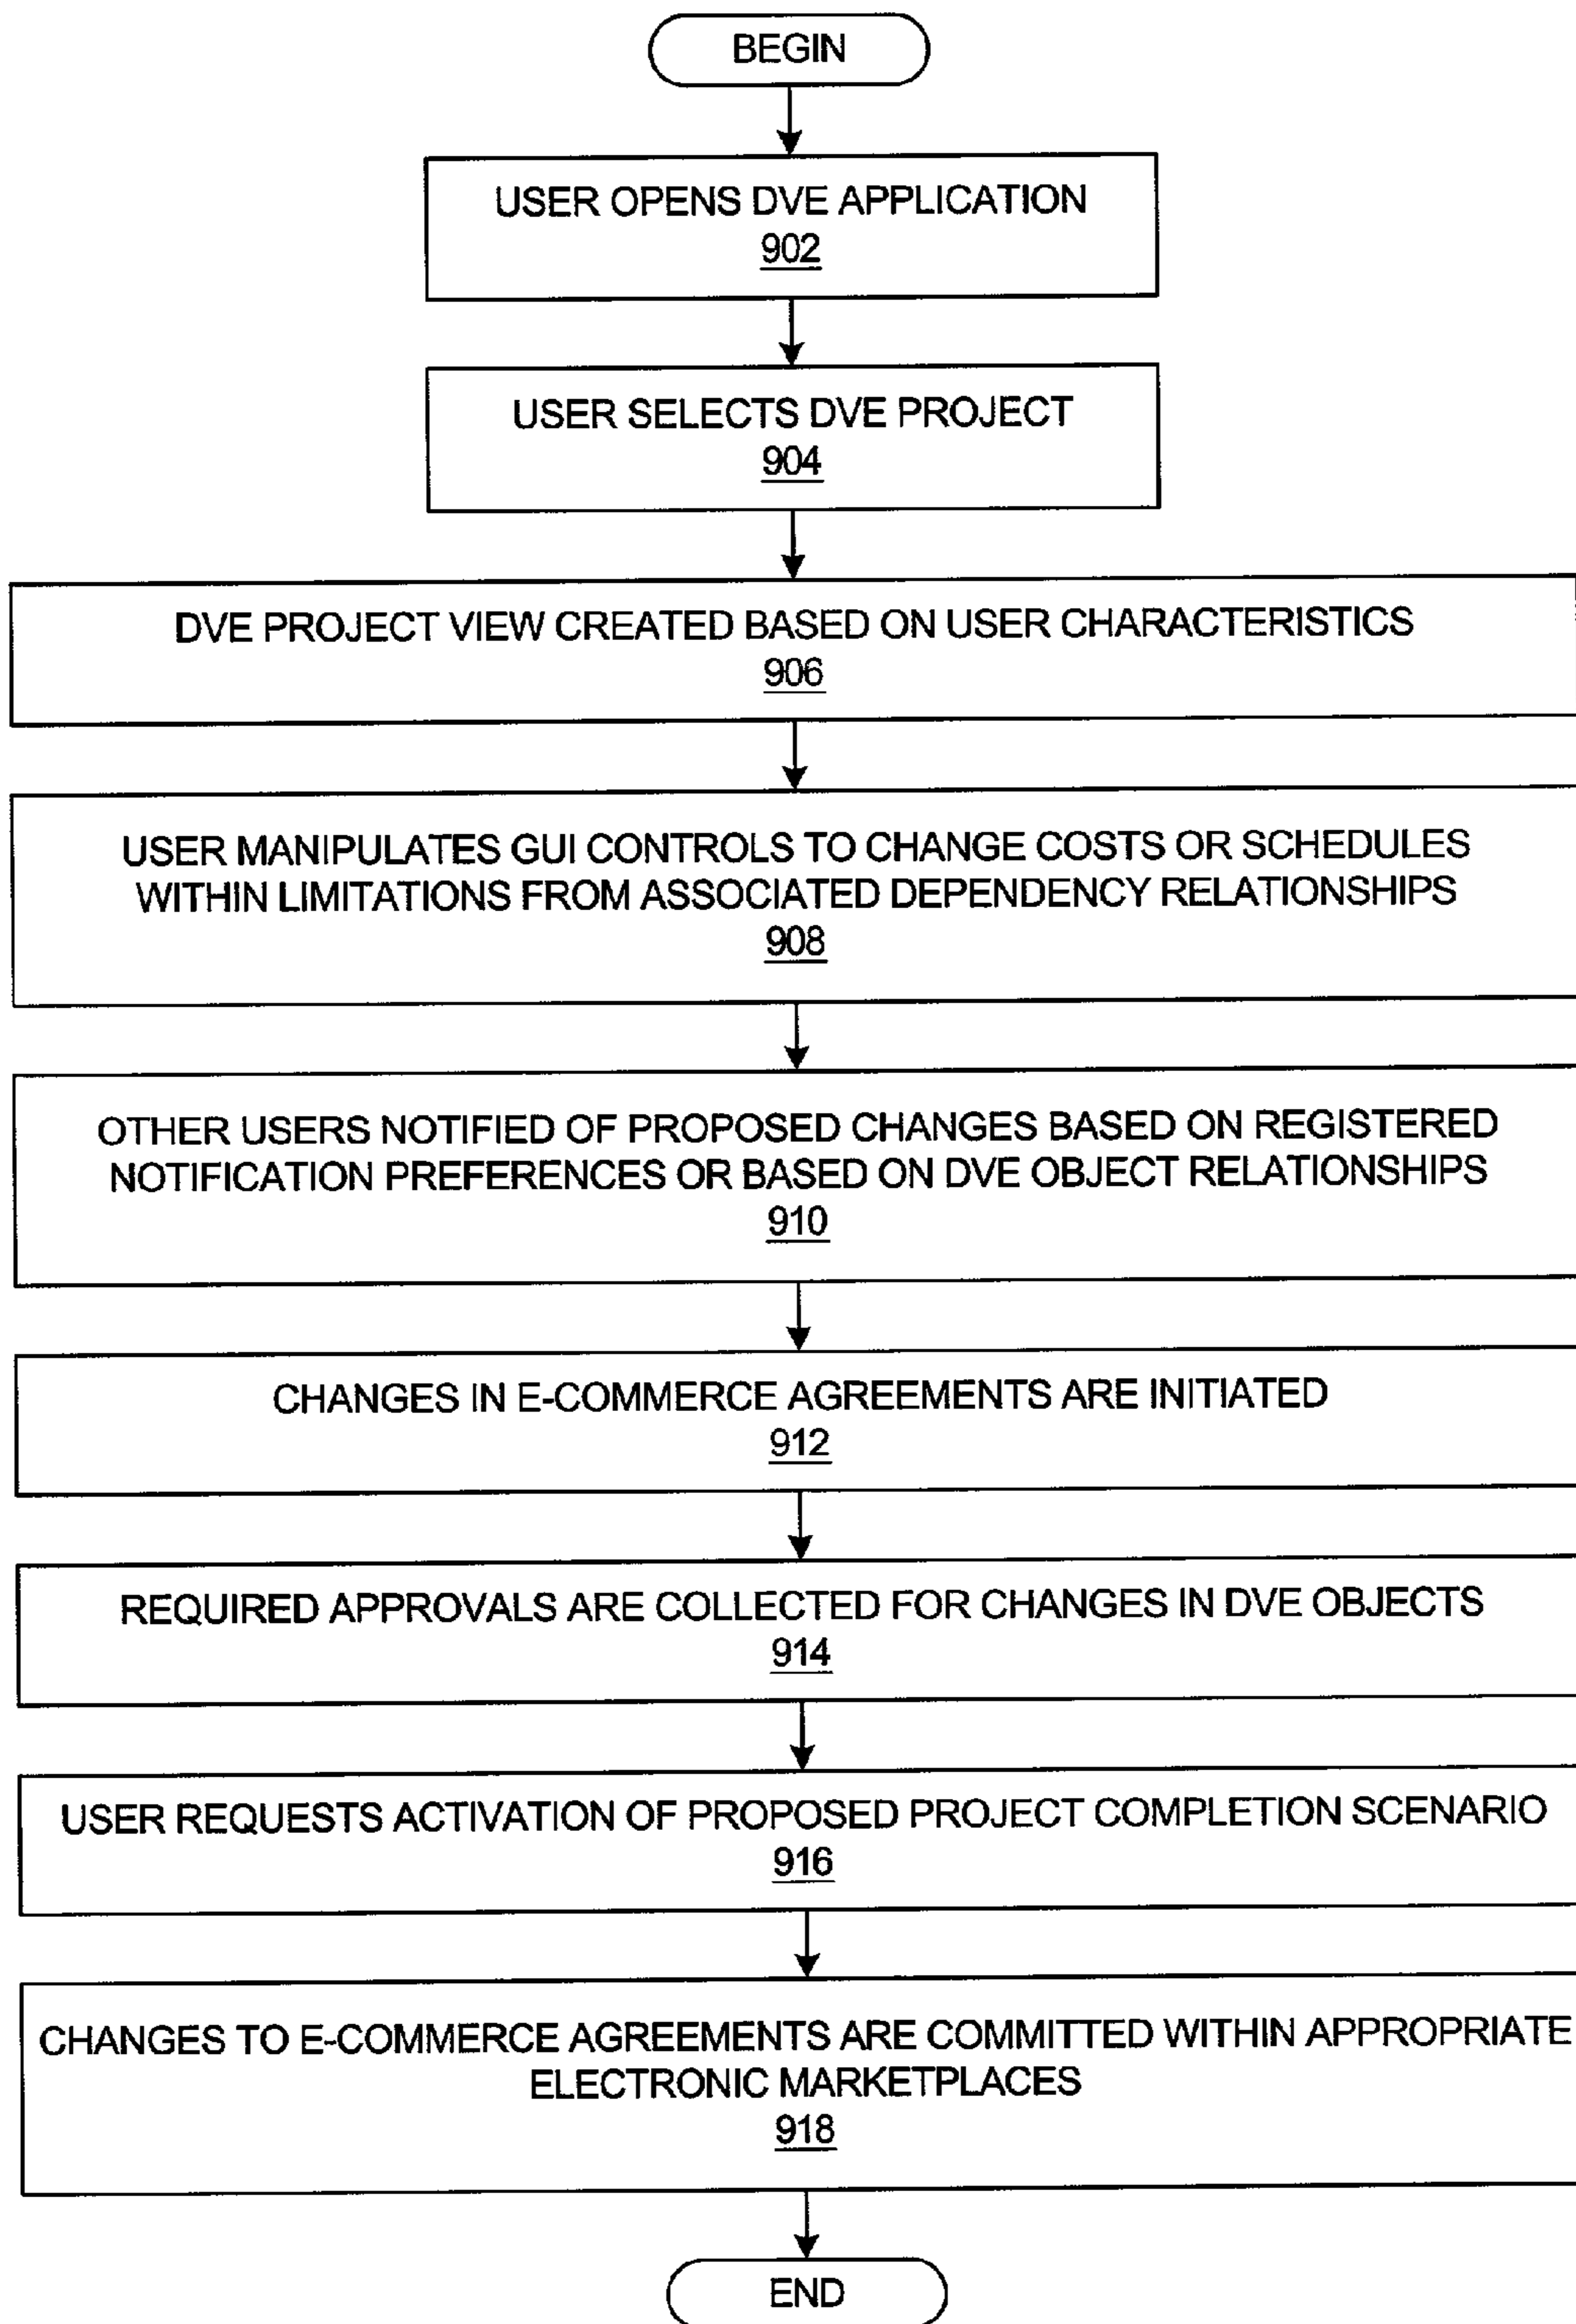 BEGIN
USER OPENS DVE APPLICATION
902
USER SELECTS DVE PROJECT
904
DVE PROJECT VIEW CREATED BASED ON USER CHARACTERISTICS
906
USER MANIPULATES GUI CONTROLS TO CHANGE COSTS OR SCHEDULES
WITHIN LIMITATIONS FROM ASSOCIATED DEPENDENCY RELATIONSHIPS
908
OTHER USERS NOTIFIED OF PROPOSED CHANGES BASED ON REGISTERED
NOTIFICATION PREFERENCES OR BASED ON DVE OBJECT RELATIONSHIPS
910
CHANGES IN E-COMMERCE AGREEMENTS ARE INITIATED
912
REQUIRED APPROVALS ARE COLLECTED FOR CHANGES IN DVE OBJECTS
914
USER REQUESTS ACTIVATION OF PROPOSED PROJECT COMPLETION SCENARIO
916
CHANGES TO E-COMMERCE AGREEMENTS ARE COMMITTED WITHIN APPROPRIATE
ELECTRONIC MARKETPLACES
918
END